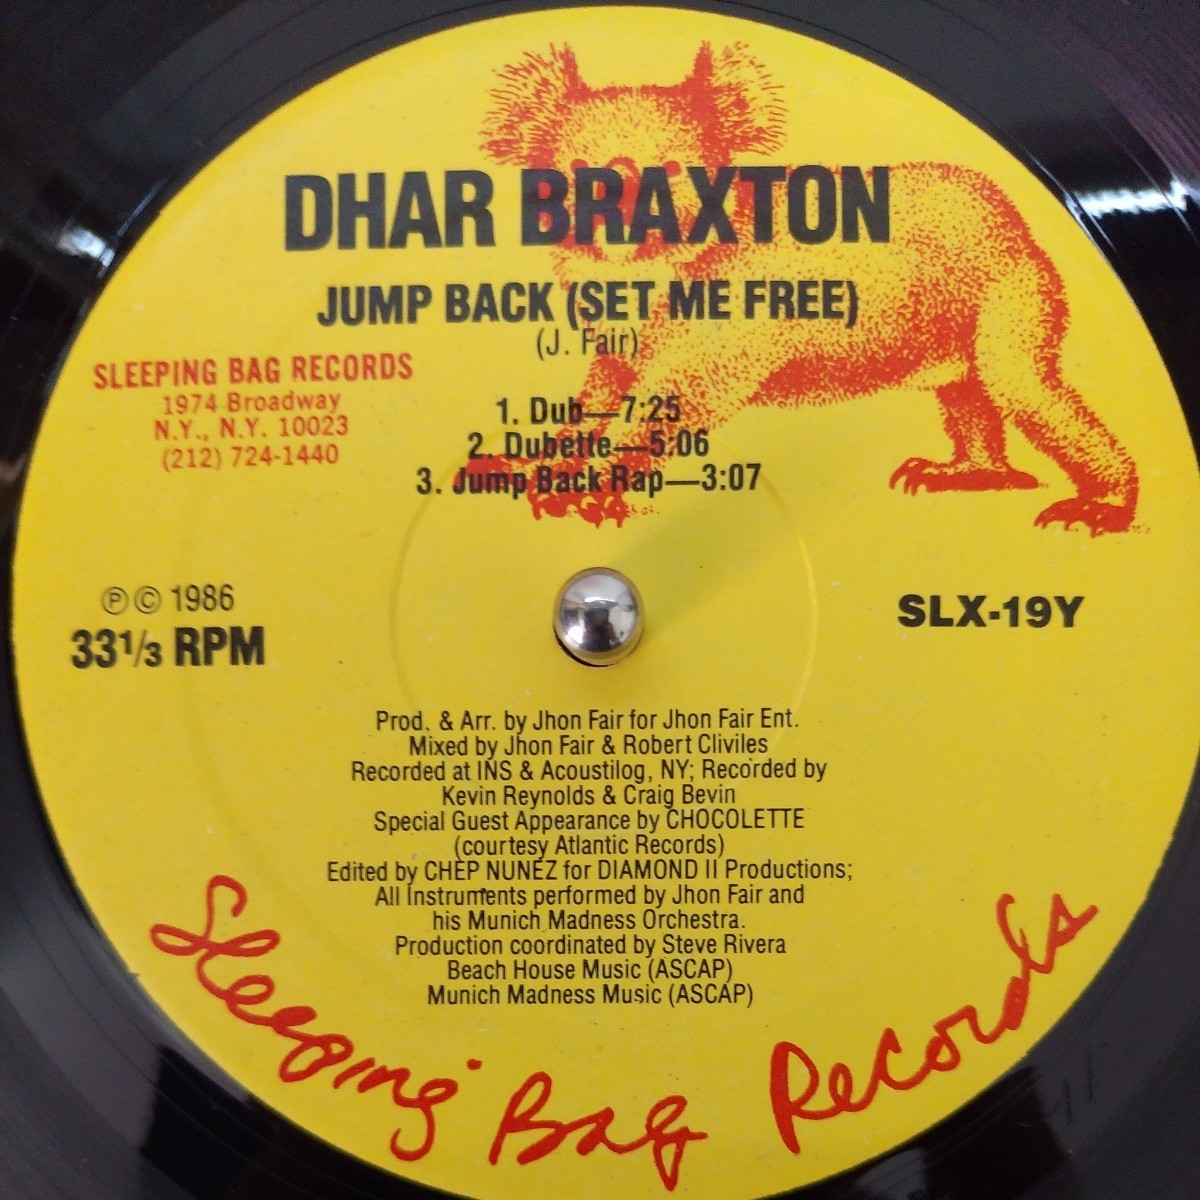 DHAR BRAXTON
JUMP BACK (SET ME FREE)
(J. Fair)
SLEEPING BAG RECORDS
1974 Broadway
N.Y., N.Y. 10023
(212) 724-1440
1. Dub—7:25
2. Dubette—5:06
3. Jump Back Rap—3:07
Ⓟ © 1986
33 1/3 RPM
SLX-19Y
Prod. & Arr. by Jhon Fair for Jhon Fair Ent.
Mixed by Jhon Fair & Robert Cliviles
Recorded at INS & Acoustilog, NY; Recorded by
Kevin Reynolds & Craig Bevin
Special Guest Appearance by CHOCOLETTE
(courtesy Atlantic Records)
Edited by CHEP NUNEZ for DIAMOND II Productions;
All Instruments performed by Jhon Fair and
his Munich Madness Orchestra.
Production coordinated by Steve Rivera
Beach House Music (ASCAP)
Munich Madness Music (ASCAP)
Sleeping Bag Records